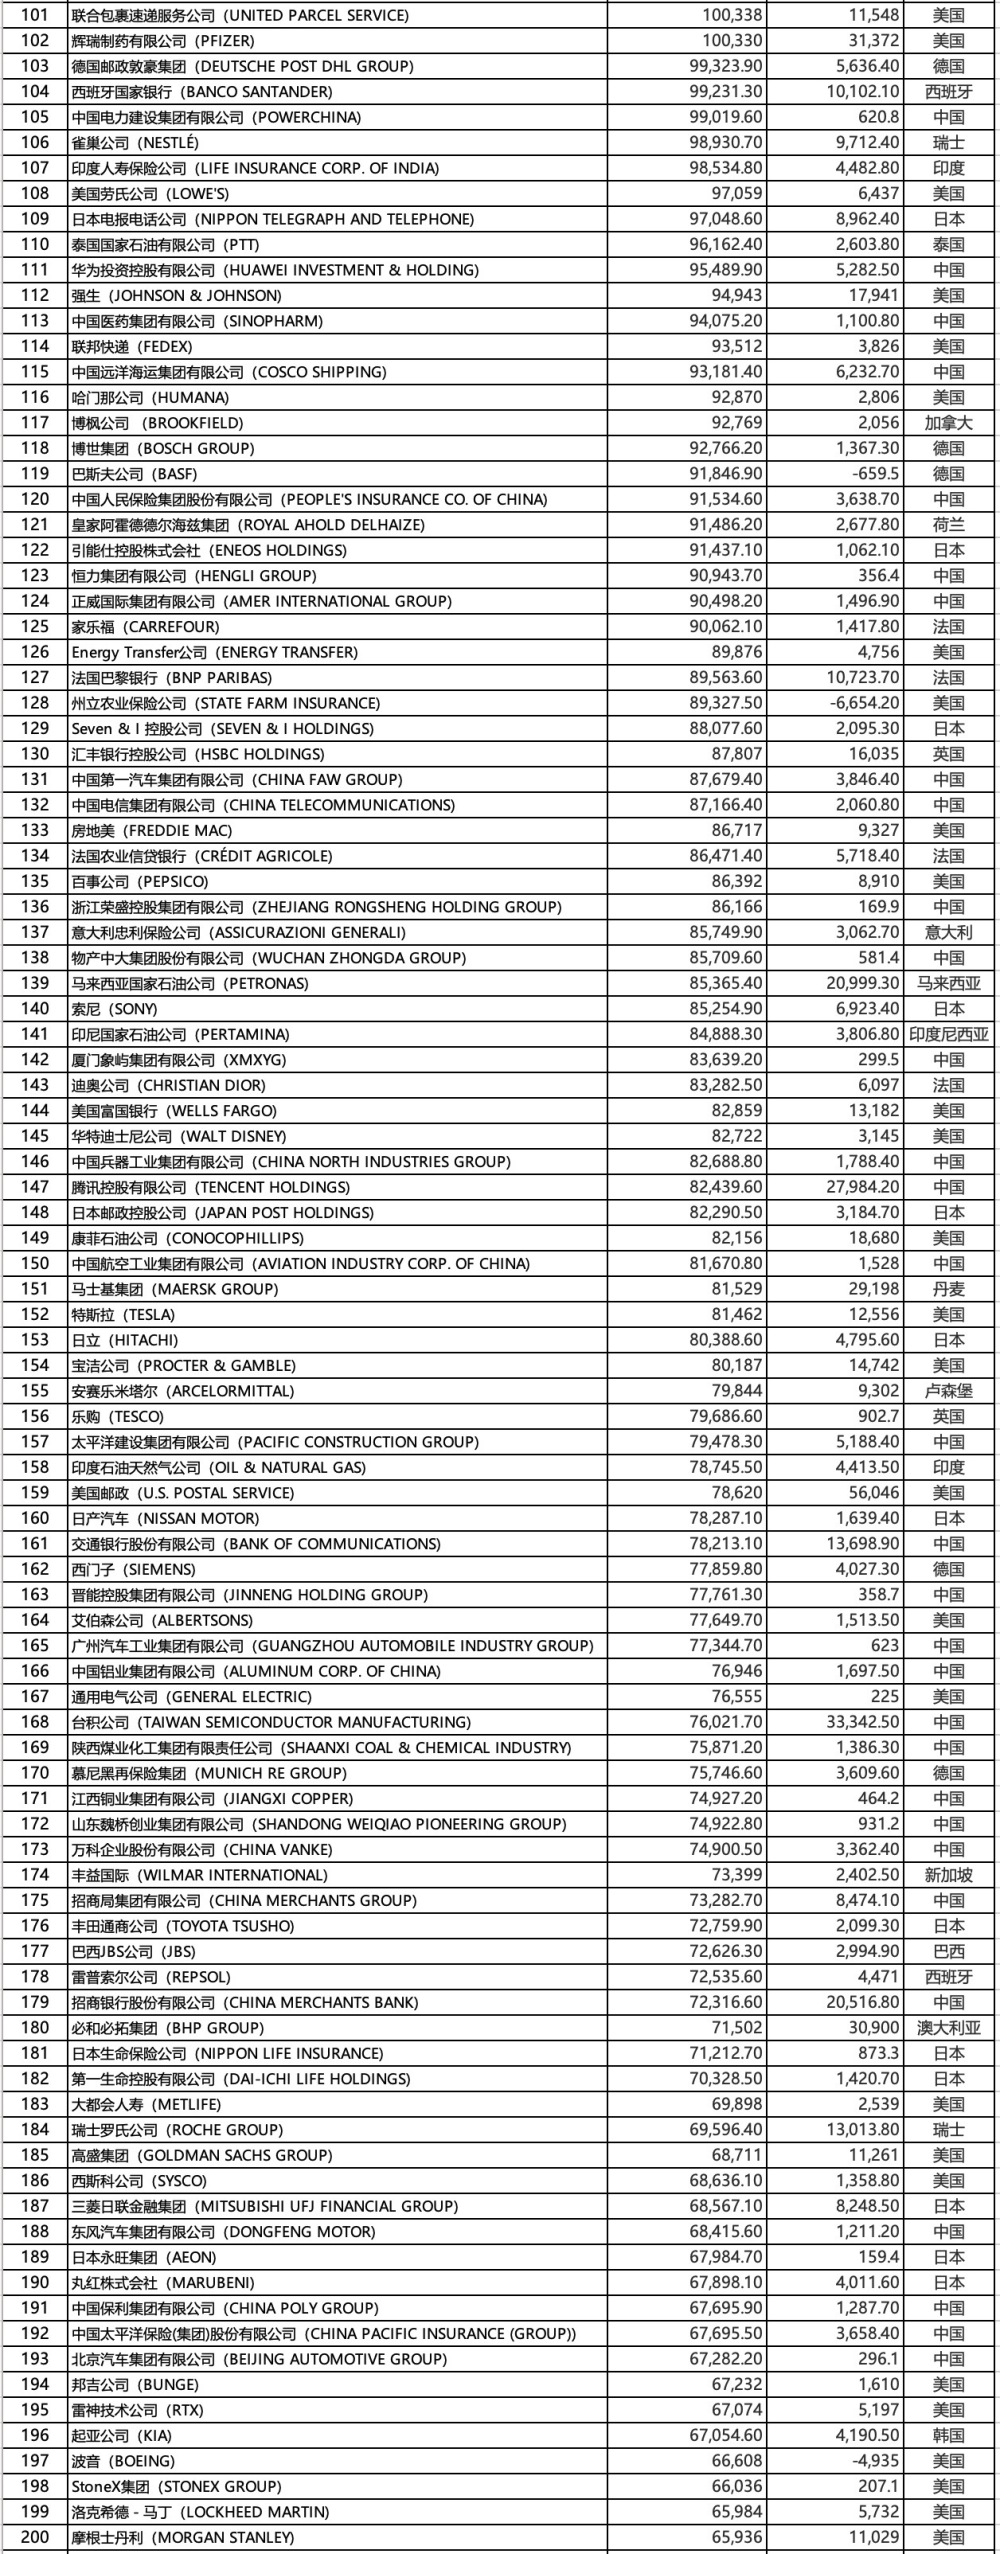 101 联合包裹速递服务公司（UNITED PARCEL SERVICE) 100,338 11,548 美国
102 辉瑞制药有限公司（PFIZER) 100,330 31,372 美国
103 德国邮政敦豪集团（DEUTSCHE POST DHL GROUP) 99,323.90 5,636.40 德国
104 西班牙国家银行（BANCO SANTANDER) 99,231.30 10,102.10 西班牙
105 中国电力建设集团有限公司（POWERCHINA) 99,019.60 620.8 中国
106 雀巢公司（NESTLÉ) 98,930.70 9,712.40 瑞士
107 印度人寿保险公司（LIFE INSURANCE CORP. OF INDIA) 98,534.80 4,482.80 印度
108 美国劳氏公司（LOWE'S) 97,059 6,437 美国
109 日本电报电话公司（NIPPON TELEGRAPH AND TELEPHONE) 97,048.60 8,962.40 日本
110 泰国国家石油有限公司（PTT) 96,162.40 2,603.80 泰国
111 华为投资控股有限公司（HUAWEI INVESTMENT & HOLDING) 95,489.90 5,282.50 中国
112 强生（JOHNSON & JOHNSON) 94,943 17,941 美国
113 中国医药集团有限公司（SINOPHARM) 94,075.20 1,100.80 中国
114 联邦快递（FEDEX) 93,512 3,826 美国
115 中国远洋海运集团有限公司（COSCO SHIPPING) 93,181.40 6,232.70 中国
116 哈门那公司（HUMANA) 92,870 2,806 美国
117 博枫公司 （BROOKFIELD) 92,769 2,056 加拿大
118 博世集团（BOSCH GROUP) 92,766.20 1,367.30 德国
119 巴斯夫公司（BASF) 91,846.90 -659.5 德国
120 中国人民保险集团股份有限公司（PEOPLE'S INSURANCE CO. OF CHINA) 91,534.60 3,638.70 中国
121 皇家阿霍德德尔海兹集团（ROYAL AHOLD DELHAIZE) 91,486.20 2,677.80 荷兰
122 引能仕控股株式会社（ENEOS HOLDINGS) 91,437.10 1,062.10 日本
123 恒力集团有限公司（HENGLI GROUP) 90,943.70 356.4 中国
124 正威国际集团有限公司（AMER INTERNATIONAL GROUP) 90,498.20 1,496.90 中国
125 家乐福（CARREFOUR) 90,062.10 1,417.80 法国
126 Energy Transfer公司（ENERGY TRANSFER) 89,876 4,756 美国
127 法国巴黎银行（BNP PARIBAS) 89,563.60 10,723.70 法国
128 州立农业保险公司（STATE FARM INSURANCE) 89,327.50 -6,654.20 美国
129 Seven & I 控股公司（SEVEN & I HOLDINGS) 88,077.60 2,095.30 日本
130 汇丰银行控股公司（HSBC HOLDINGS) 87,807 16,035 英国
131 中国第一汽车集团有限公司（CHINA FAW GROUP) 87,679.40 3,846.40 中国
132 中国电信集团有限公司（CHINA TELECOMMUNICATIONS) 87,166.40 2,060.80 中国
133 房地美（FREDDIE MAC) 86,717 9,327 美国
134 法国农业信贷银行（CRÉDIT AGRICOLE) 86,471.40 5,718.40 法国
135 百事公司（PEPSICO) 86,392 8,910 美国
136 浙江荣盛控股集团有限公司（ZHEJIANG RONGSHENG HOLDING GROUP) 86,166 169.9 中国
137 意大利忠利保险公司（ASSICURAZIONI GENERALI) 85,749.90 3,062.70 意大利
138 物产中大集团股份有限公司（WUCHAN ZHONGDA GROUP) 85,709.60 581.4 中国
139 马来西亚国家石油公司（PETRONAS) 85,365.40 20,999.30 马来西亚
140 索尼（SONY) 85,254.90 6,923.40 日本
141 印尼国家石油公司（PERTAMINA) 84,888.30 3,806.80 印度尼西亚
142 厦门象屿集团有限公司（XMXYG) 83,639.20 299.5 中国
143 迪奥公司（CHRISTIAN DIOR) 83,282.50 6,097 法国
144 美国富国银行（WELLS FARGO) 82,859 13,182 美国
145 华特迪士尼公司（WALT DISNEY) 82,722 3,145 美国
146 中国兵器工业集团有限公司（CHINA NORTH INDUSTRIES GROUP) 82,688.80 1,788.40 中国
147 腾讯控股有限公司（TENCENT HOLDINGS) 82,439.60 27,984.20 中国
148 日本邮政控股公司（JAPAN POST HOLDINGS) 82,290.50 3,184.70 日本
149 康菲石油公司（CONOCOPHILLIPS) 82,156 18,680 美国
150 中国航空工业集团有限公司（AVIATION INDUSTRY CORP. OF CHINA) 81,670.80 1,528 中国
151 马士基集团（MAERSK GROUP) 81,529 29,198 丹麦
152 特斯拉（TESLA) 81,462 12,556 美国
153 日立（HITACHI) 80,388.60 4,795.60 日本
154 宝洁公司（PROCTER & GAMBLE) 80,187 14,742 美国
155 安赛乐米塔尔（ARCELORMITTAL) 79,844 9,302 卢森堡
156 乐购（TESCO) 79,686.60 902.7 英国
157 太平洋建设集团有限公司（PACIFIC CONSTRUCTION GROUP) 79,478.30 5,188.40 中国
158 印度石油天然气公司（OIL & NATURAL GAS) 78,745.50 4,413.50 印度
159 美国邮政（U.S. POSTAL SERVICE) 78,620 56,046 美国
160 日产汽车（NISSAN MOTOR) 78,287.10 1,639.40 日本
161 交通银行股份有限公司（BANK OF COMMUNICATIONS) 78,213.10 13,698.90 中国
162 西门子（SIEMENS) 77,859.80 4,027.30 德国
163 晋能控股集团有限公司（JINNENG HOLDING GROUP) 77,761.30 358.7 中国
164 艾伯森公司（ALBERTSONS) 77,649.70 1,513.50 美国
165 广州汽车工业集团有限公司（GUANGZHOU AUTOMOBILE INDUSTRY GROUP) 77,344.70 623 中国
166 中国铝业集团有限公司（ALUMINUM CORP. OF CHINA) 76,946 1,697.50 中国
167 通用电气公司（GENERAL ELECTRIC) 76,555 225 美国
168 台积公司（TAIWAN SEMICONDUCTOR MANUFACTURING) 76,021.70 33,342.50 中国
169 陕西煤业化工集团有限责任公司（SHAANXI COAL & CHEMICAL INDUSTRY) 75,871.20 1,386.30 中国
170 慕尼黑再保险集团（MUNICH RE GROUP) 75,746.60 3,609.60 德国
171 江西铜业集团有限公司（JIANGXI COPPER) 74,927.20 464.2 中国
172 山东魏桥创业集团有限公司（SHANDONG WEIQIAO PIONEERING GROUP) 74,922.80 931.2 中国
173 万科企业股份有限公司（CHINA VANKE) 74,900.50 3,362.40 中国
174 丰益国际（WILMAR INTERNATIONAL) 73,399 2,402.50 新加坡
175 招商局集团有限公司（CHINA MERCHANTS GROUP) 73,282.70 8,474.10 中国
176 丰田通商公司（TOYOTA TSUSHO) 72,759.90 2,099.30 日本
177 巴西JBS公司（JBS) 72,626.30 2,994.90 巴西
178 雷普索尔公司（REPSOL) 72,535.60 4,471 西班牙
179 招商银行股份有限公司（CHINA MERCHANTS BANK) 72,316.60 20,516.80 中国
180 必和必拓集团（BHP GROUP) 71,502 30,900 澳大利亚
181 日本生命保险公司（NIPPON LIFE INSURANCE) 71,212.70 873.3 日本
182 第一生命控股有限公司（DAI-ICHI LIFE HOLDINGS) 70,328.50 1,420.70 日本
183 大都会人寿（METLIFE) 69,898 2,539 美国
184 瑞士罗氏公司（ROCHE GROUP) 69,596.40 13,013.80 瑞士
185 高盛集团（GOLDMAN SACHS GROUP) 68,711 11,261 美国
186 西斯科公司（SYSCO) 68,636.10 1,358.80 美国
187 三菱日联金融集团（MITSUBISHI UFJ FINANCIAL GROUP) 68,567.10 8,248.50 日本
188 东风汽车集团有限公司（DONGFENG MOTOR) 68,415.60 1,211.20 中国
189 日本永旺集团（AEON) 67,984.70 159.4 日本
190 丸红株式会社（MARUBENI) 67,898.10 4,011.60 日本
191 中国保利集团有限公司（CHINA POLY GROUP) 67,695.90 1,287.70 中国
192 中国太平洋保险(集团)股份有限公司（CHINA PACIFIC INSURANCE (GROUP)) 67,695.50 3,658.40 中国
193 北京汽车集团有限公司（BEIJING AUTOMOTIVE GROUP) 67,282.20 296.1 中国
194 邦吉公司（BUNGE) 67,232 1,610 美国
195 雷神技术公司（RTX) 67,074 5,197 美国
196 起亚公司（KIA) 67,054.60 4,190.50 韩国
197 波音（BOEING) 66,608 -4,935 美国
198 StoneX集团（STONEX GROUP) 66,036 207.1 美国
199 洛克希德 - 马丁（LOCKHEED MARTIN) 65,984 5,732 美国
200 摩根士丹利（MORGAN STANLEY) 65,936 11,029 美国